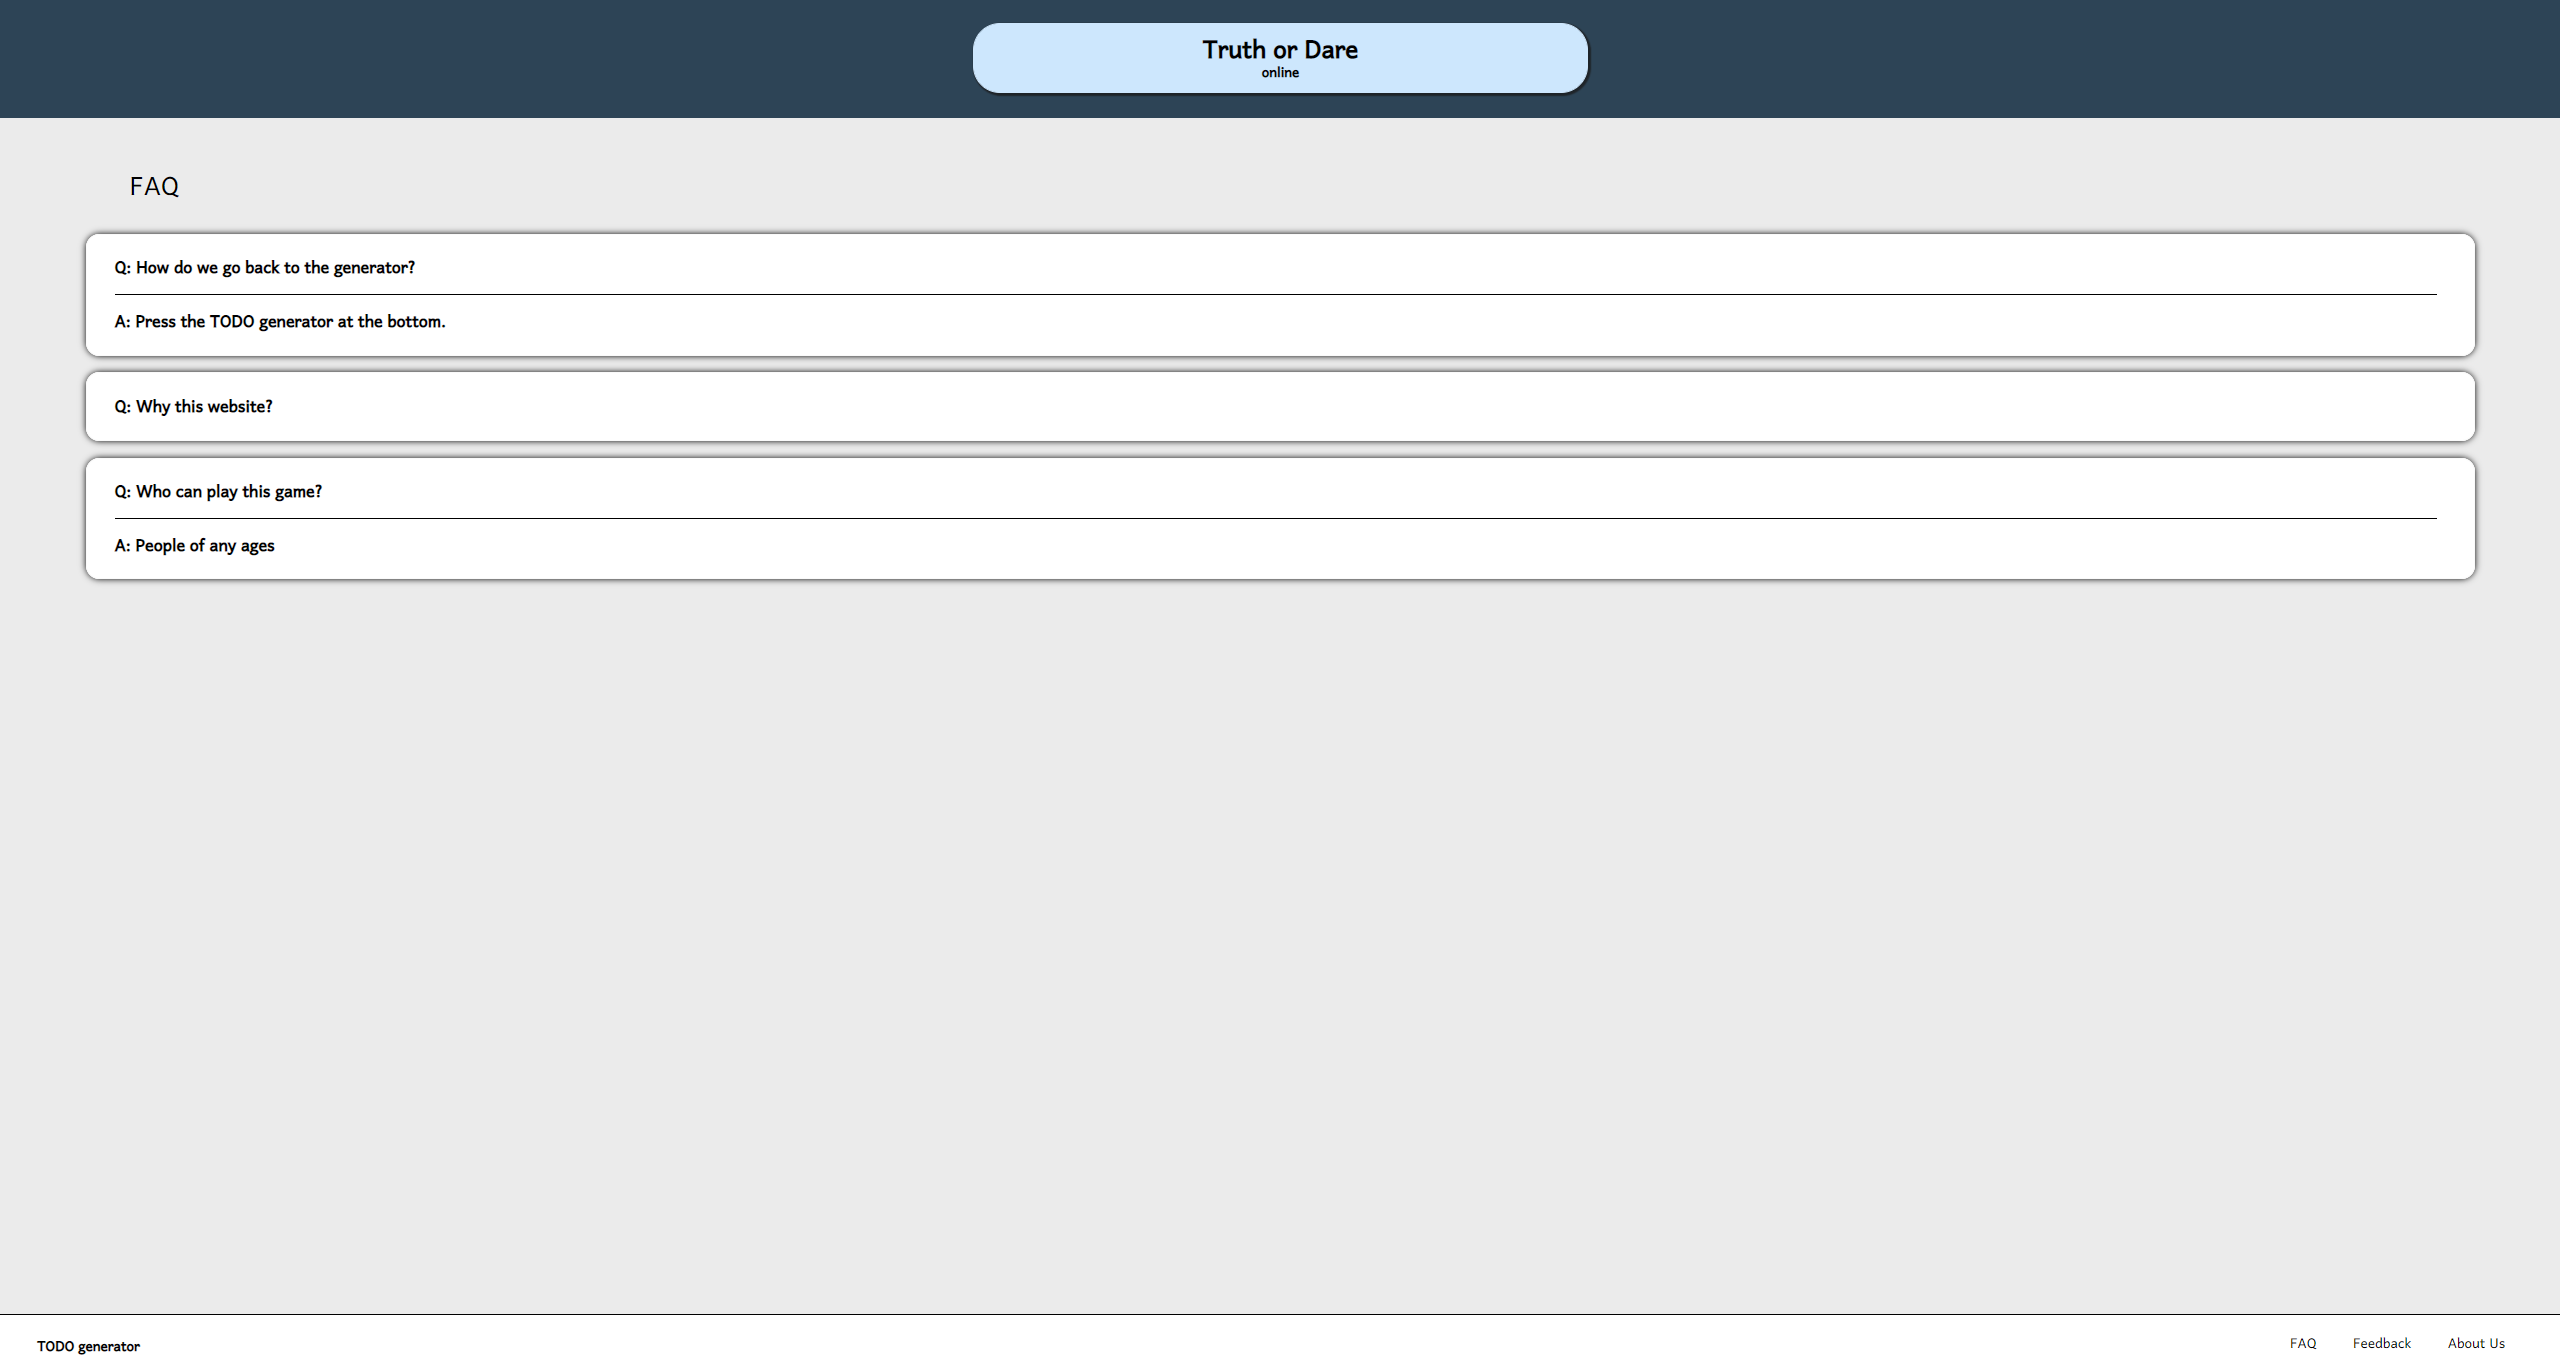 Truth or Dare
online
FAQ
Q: How do we go back to the generator?
A: Press the TODO generator at the bottom.
Q: Why this website?
Q: Who can play this game?
A: People of any ages
TODO generator
FAQ Feedback About Us